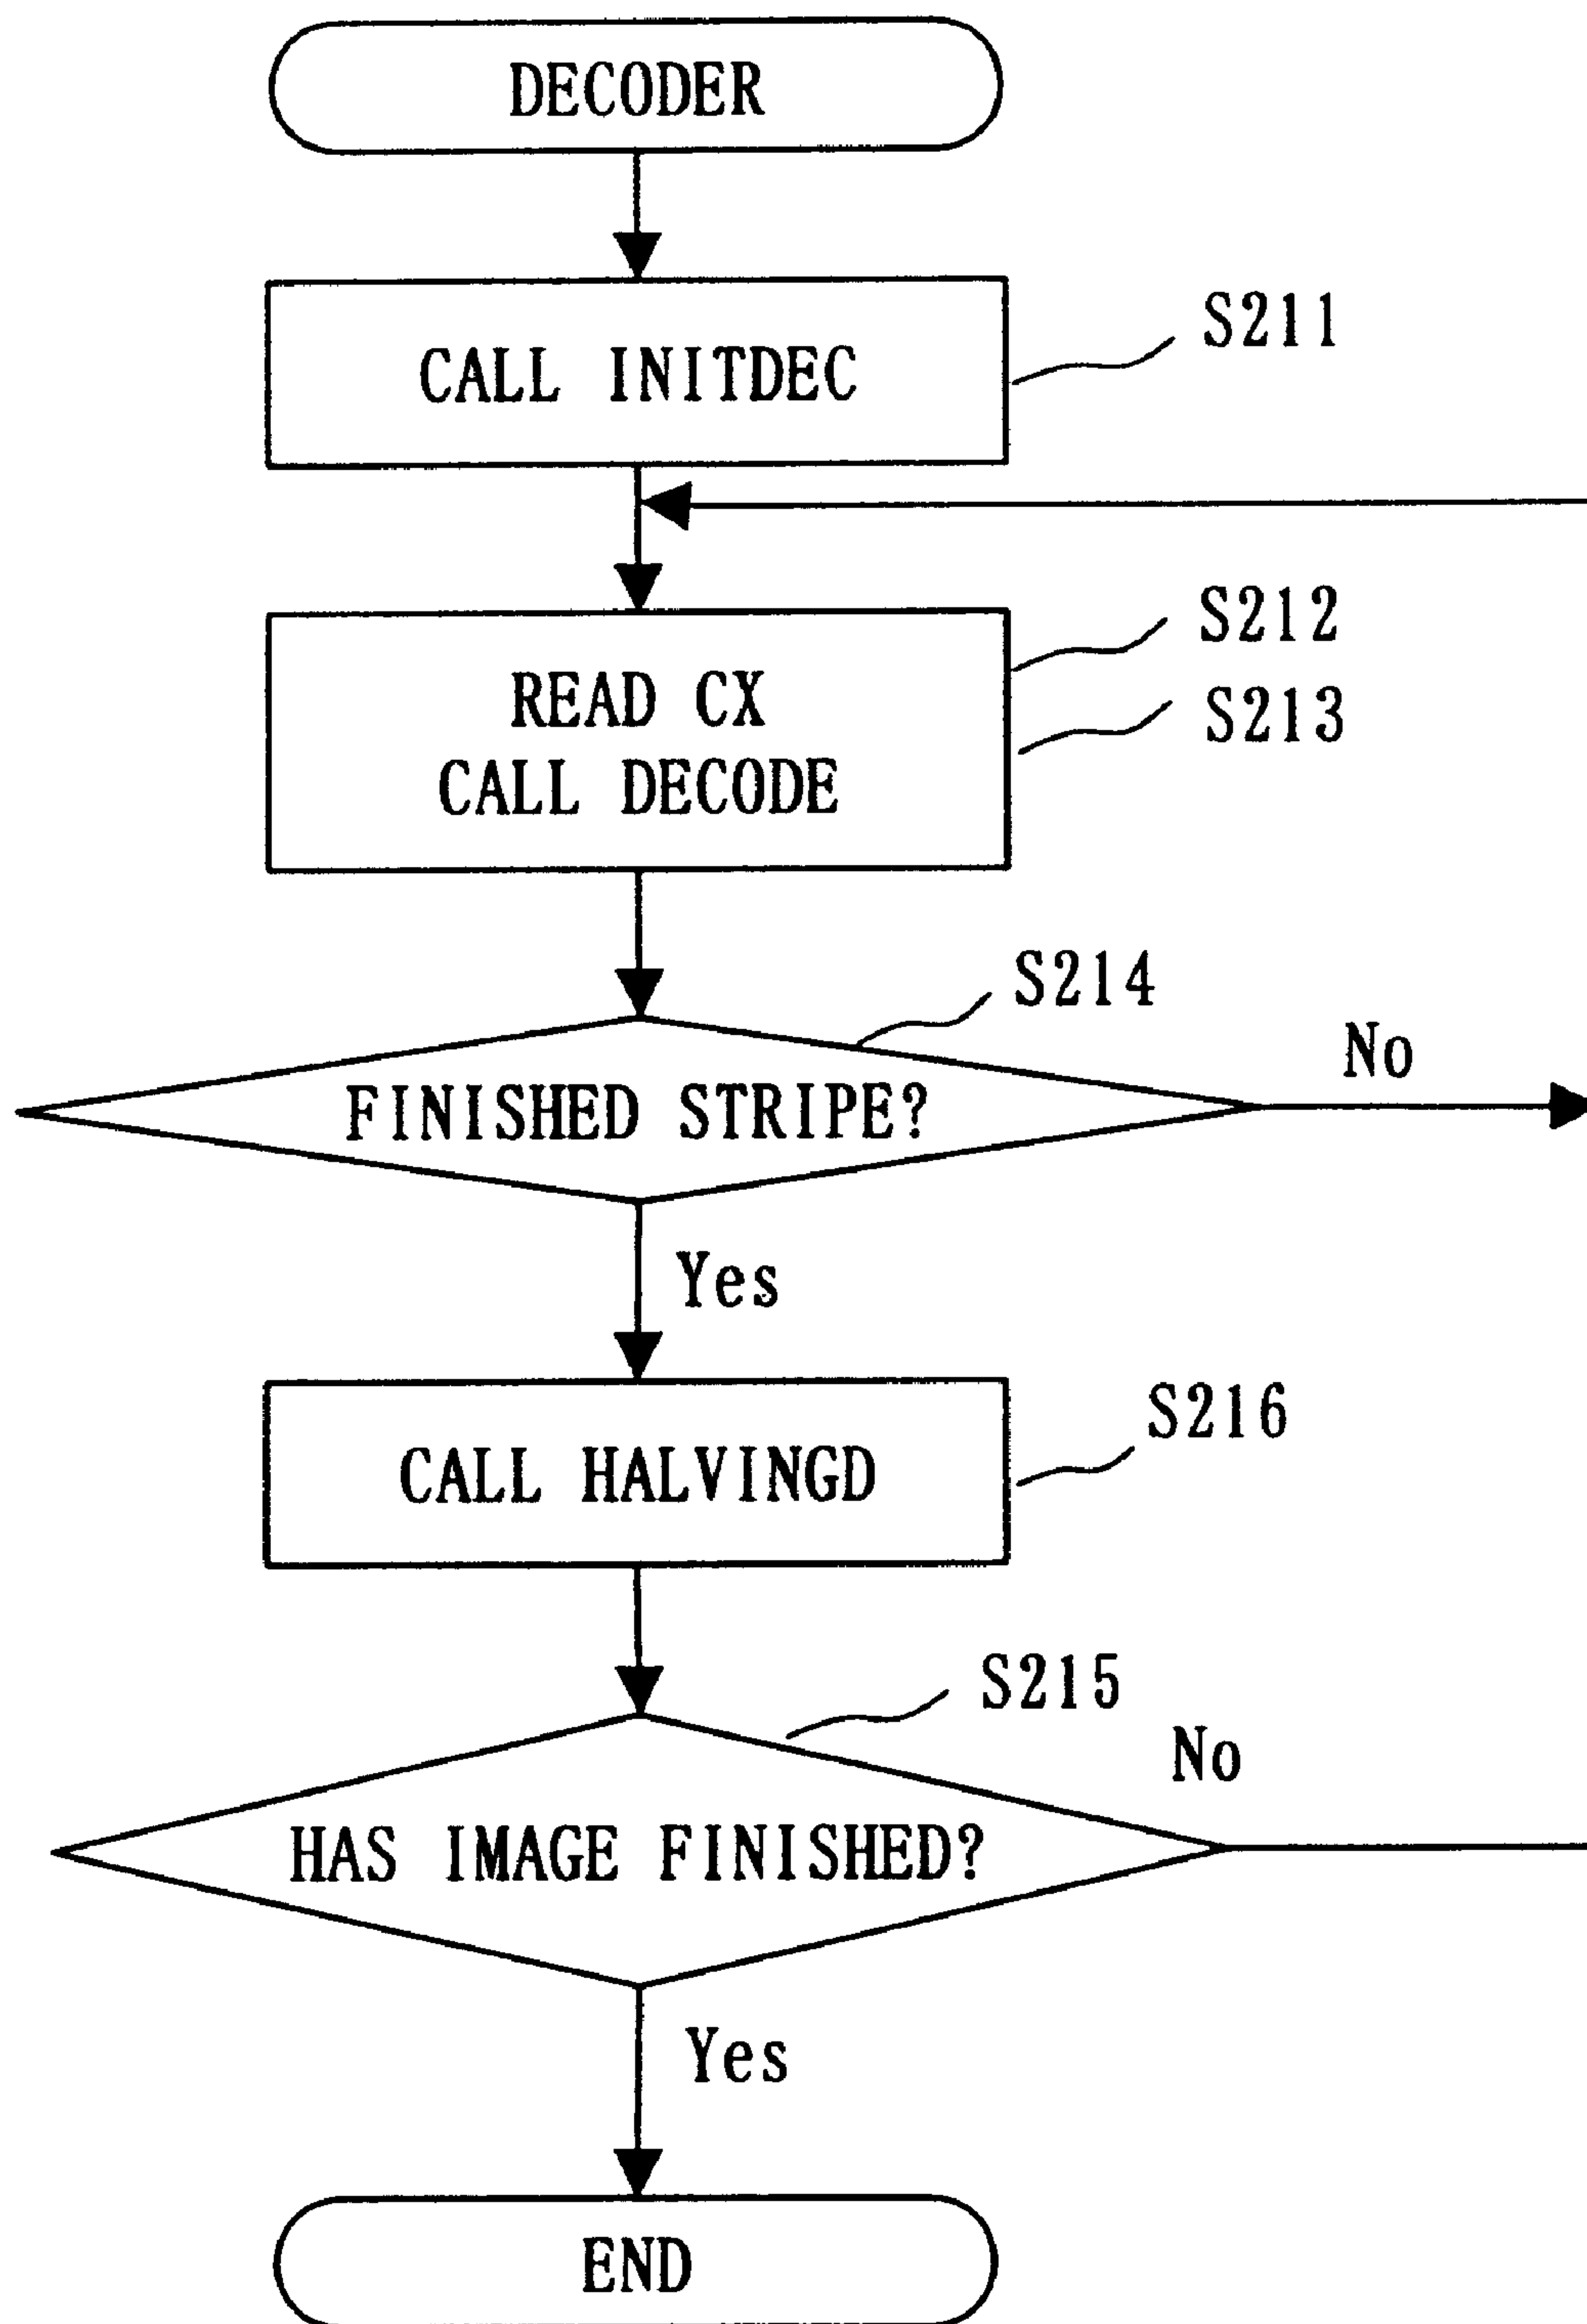 DECODER
CALL INITDEC
S211
READ CX
S212
CALL DECODE
S213
FINISHED STRIPE?
S214
No
Yes
CALL HALVINGD
S216
HAS IMAGE FINISHED?
S215
No
Yes
END